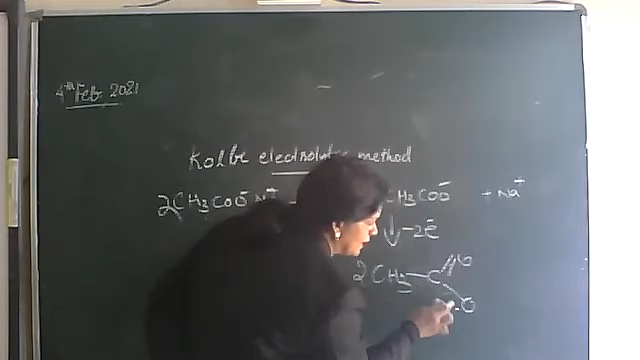 4th Feb 2021
Kolbe electrolytic method
2CH3COO⁻ Na⁺ CH3COO⁻ + Na⁺
↓ -2e⁻
2CH3-C
O
O